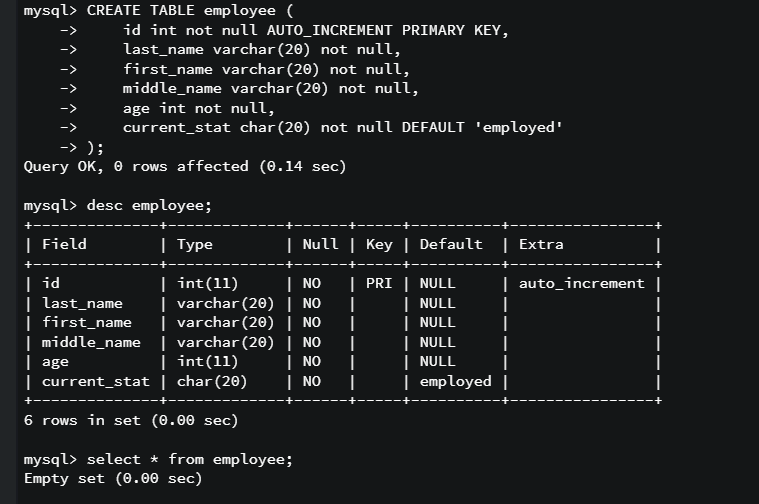 mysql> CREATE TABLE employee (
    ->     id int not null AUTO_INCREMENT PRIMARY KEY,
    ->     last_name varchar(20) not null,
    ->     first_name varchar(20) not null,
    ->     middle_name varchar(20) not null,
    ->     age int not null,
    ->     current_stat char(20) not null DEFAULT 'employed'
    -> );
Query OK, 0 rows affected (0.14 sec)

mysql> desc employee;
+--------------+-------------+------+-----+----------+----------------+
| Field        | Type        | Null | Key | Default  | Extra          |
+--------------+-------------+------+-----+----------+----------------+
| id           | int(11)     | NO   | PRI | NULL     | auto_increment |
| last_name    | varchar(20) | NO   |     | NULL     |                |
| first_name   | varchar(20) | NO   |     | NULL     |                |
| middle_name  | varchar(20) | NO   |     | NULL     |                |
| age          | int(11)     | NO   |     | NULL     |                |
| current_stat | char(20)    | NO   |     | employed |                |
+--------------+-------------+------+-----+----------+----------------+
6 rows in set (0.00 sec)

mysql> select * from employee;
Empty set (0.00 sec)